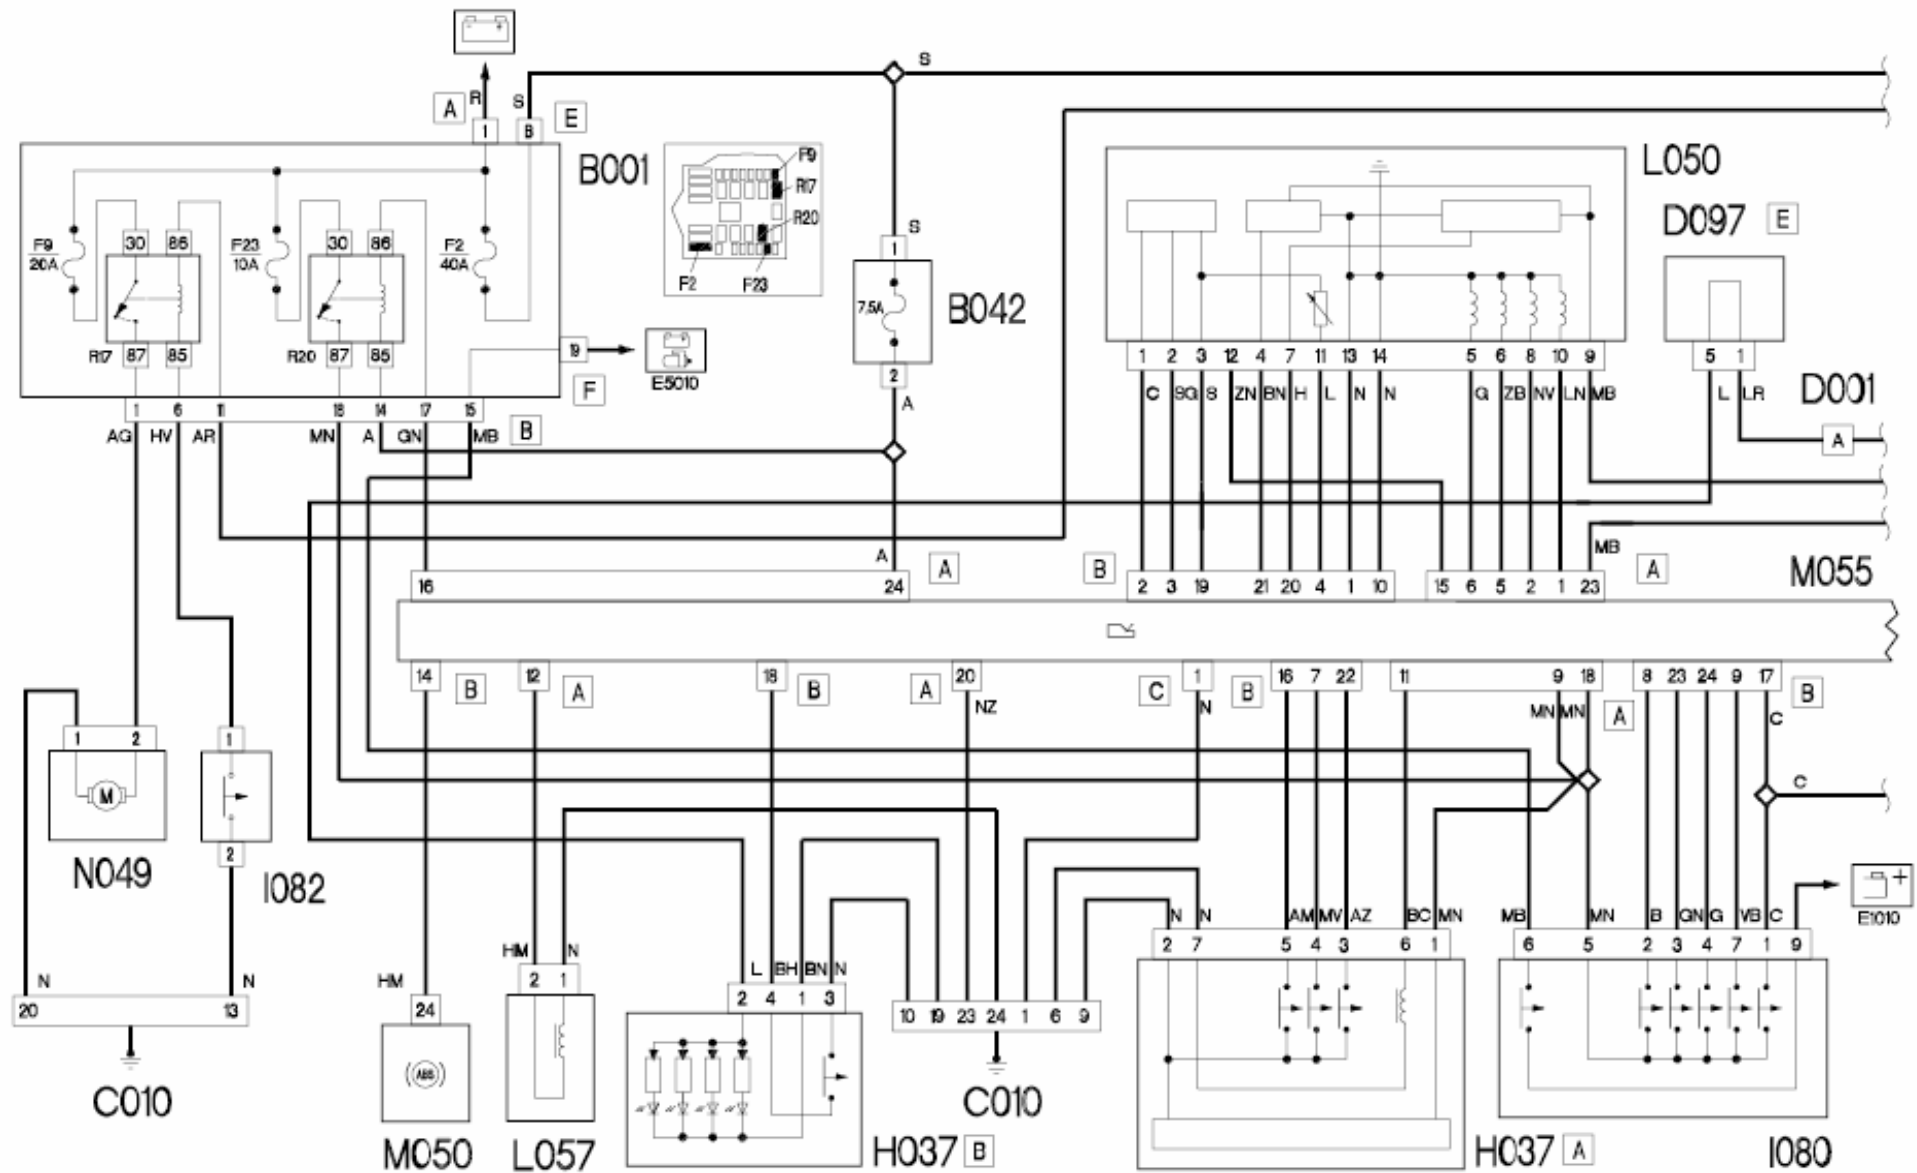 S
A R S E
1 B
B001
F9
R17
R20
F2 F23
L050
D097 E
S
1
7,5A
B042
2
A
F9
20A
30 86
F23
10A
30 86
F2
40A
R17 87 85
R20 87 85
19
F
E5010
1 6 11 18 14 17 15
AG HV AR MN A GN MB B
1 2 3 12 4 7 11 13 14 5 6 8 10 9
C SG S ZN BN H L N N G ZB NV LN MB
5 1
L LR
D001
A
A
A
B
MB
A
M055
16 24
2 3 19 21 20 4 1 10 15 6 5 2 1 23
14 B 12 A 18 B A 20 C 1 B 16 7 22 11 9 18 A 8 23 24 9 17 B
NZ N MN MN C
C
1 2
M
N049
1
2
I082
N N
20 13
C010
HM
24
ABS
M050
HM N
2 1
L057
L BH BN N
2 4 1 3
H037 B
10 19 23 24 1 6 9
C010
N N AM MV AZ BC MN
2 7 5 4 3 6 1
H037 A
MB MN B GN G VB C
6 5 2 3 4 7 1 9
E1010
I080